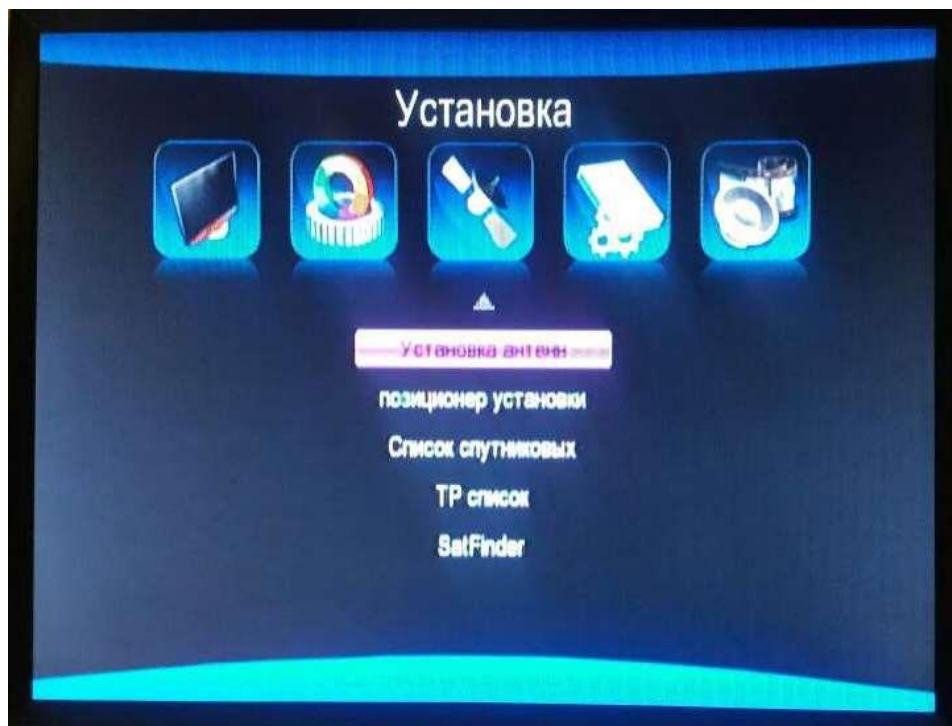 Установка
Установка антенн
позиционер установки
Список спутниковых
TP список
SatFinder